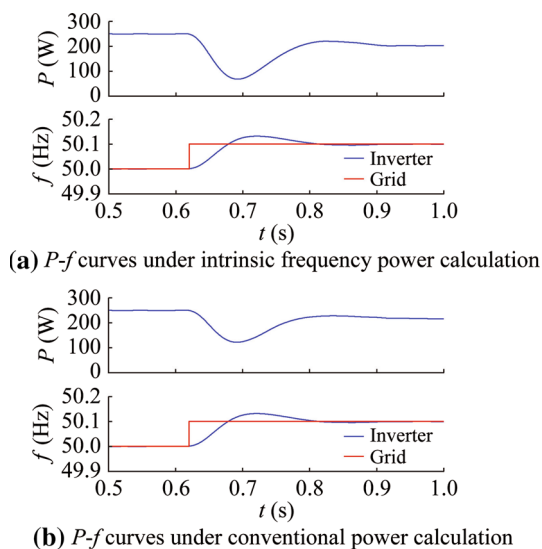 300
200
100
0
P (W)
50.2
50.1
50.0
49.9
f (Hz)
Inverter
Grid
0.5 0.6 0.7 0.8 0.9 1.0
t (s)
(a) P-f curves under intrinsic frequency power calculation
300
200
100
0
P (W)
50.2
50.1
50.0
49.9
f (Hz)
Inverter
Grid
0.5 0.6 0.7 0.8 0.9 1.0
t (s)
(b) P-f curves under conventional power calculation